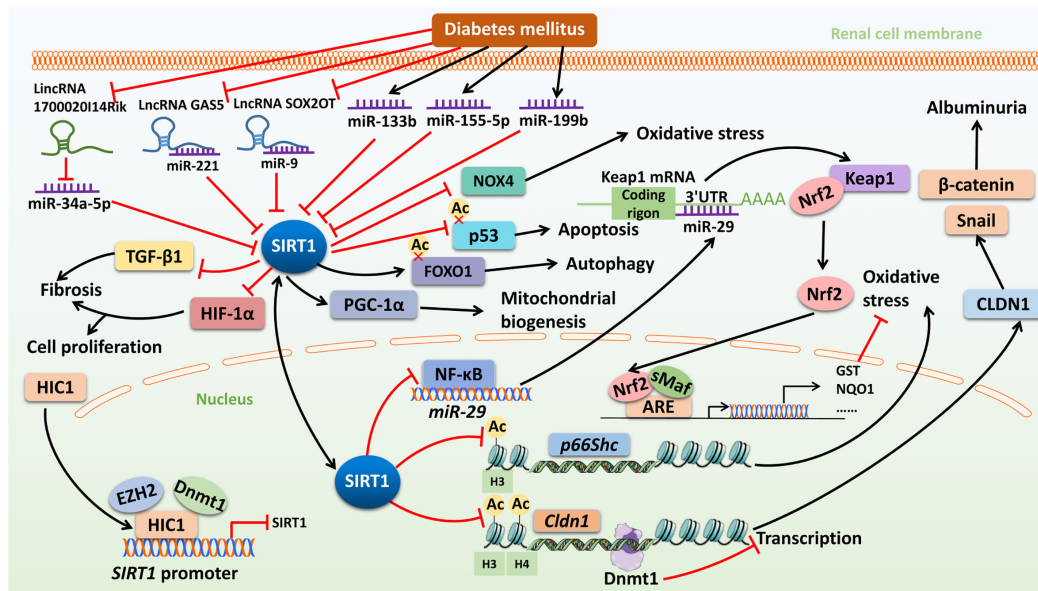 Diabetes mellitus
Renal cell membrane
LincRNA
1700020I14Rik
LncRNA GAS5
LncRNA SOX2OT
miR-133b
miR-155-5p
miR-199b
miR-221
miR-9
miR-34a-5p
Oxidative stress
Albuminuria
NOX4
Keap1 mRNA
Coding
rigon
3'UTR
AAAA
miR-29
Keap1
Nrf2
β-catenin
Snail
Ac
p53
Apoptosis
SIRT1
TGF-β1
Ac
FOXO1
Autophagy
Fibrosis
HIF-1α
PGC-1α
Mitochondrial
biogenesis
Nrf2
Oxidative
stress
CLDN1
Cell proliferation
HIC1
Nucleus
NF-κB
miR-29
Nrf2
sMaf
ARE
GST
NQO1
......
Ac
p66Shc
H3
SIRT1
EZH2
Dnmt1
HIC1
SIRT1
SIRT1 promoter
Ac
Ac
Cldn1
H3
H4
Dnmt1
Transcription